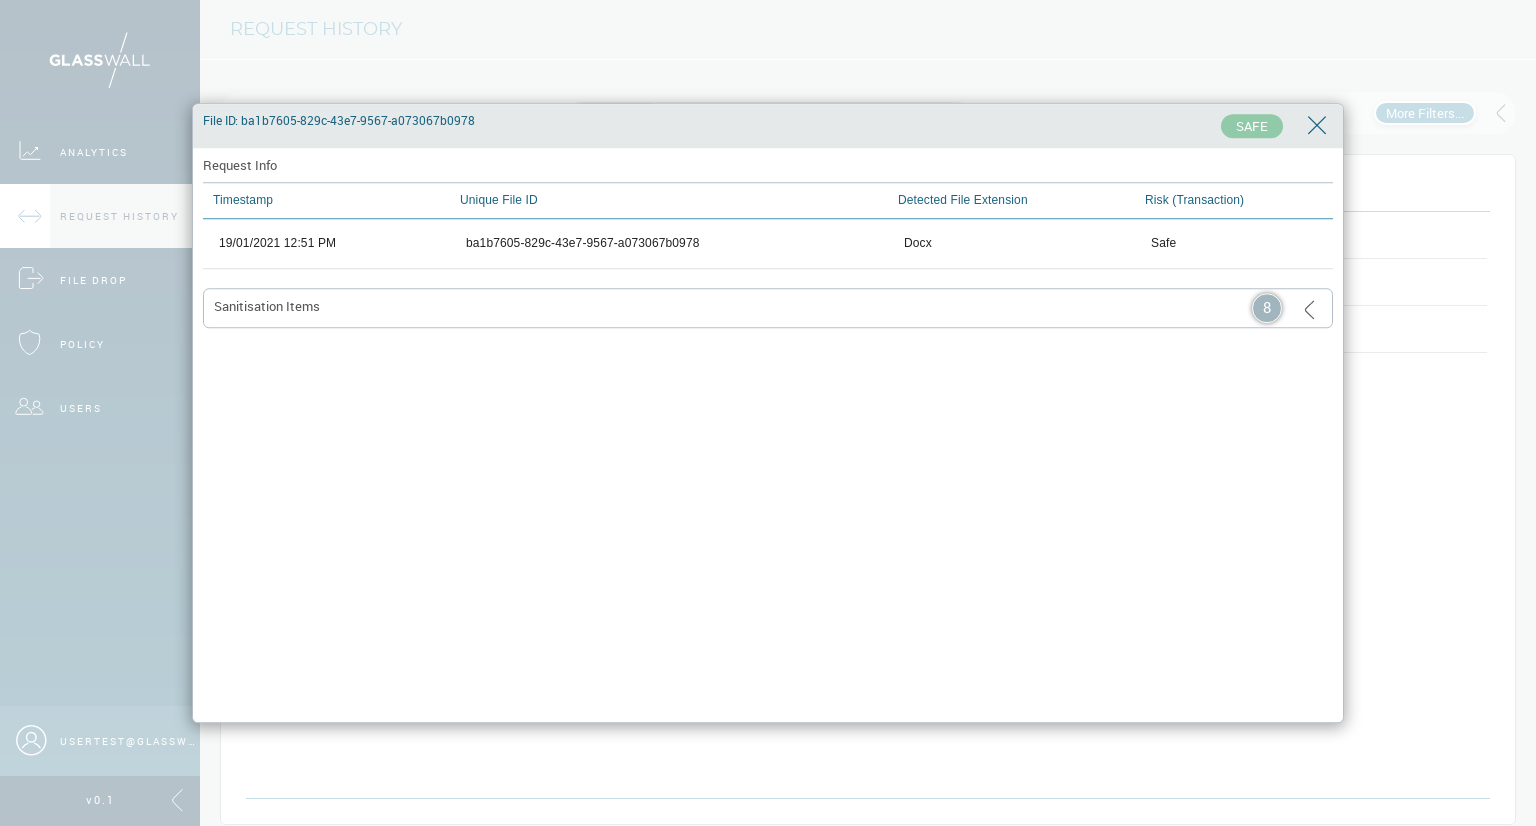 GLASSWALL
REQUEST HISTORY
ANALYTICS
REQUEST HISTORY
FILE DROP
POLICY
USERS
USERTEST@GLASSW...
v0.1
More Filters...
File ID: ba1b7605-829c-43e7-9567-a073067b0978
SAFE
Request Info
Timestamp Unique File ID Detected File Extension Risk (Transaction)
19/01/2021 12:51 PM ba1b7605-829c-43e7-9567-a073067b0978 Docx Safe
Sanitisation Items 8